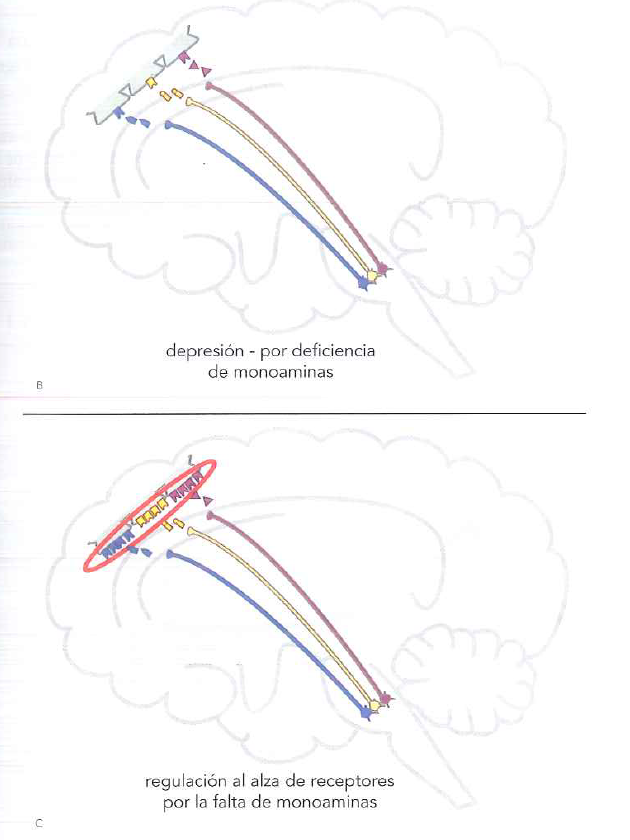 depresión - por deficiencia
de monoaminas
B
regulación al alza de receptores
por la falta de monoaminas
C